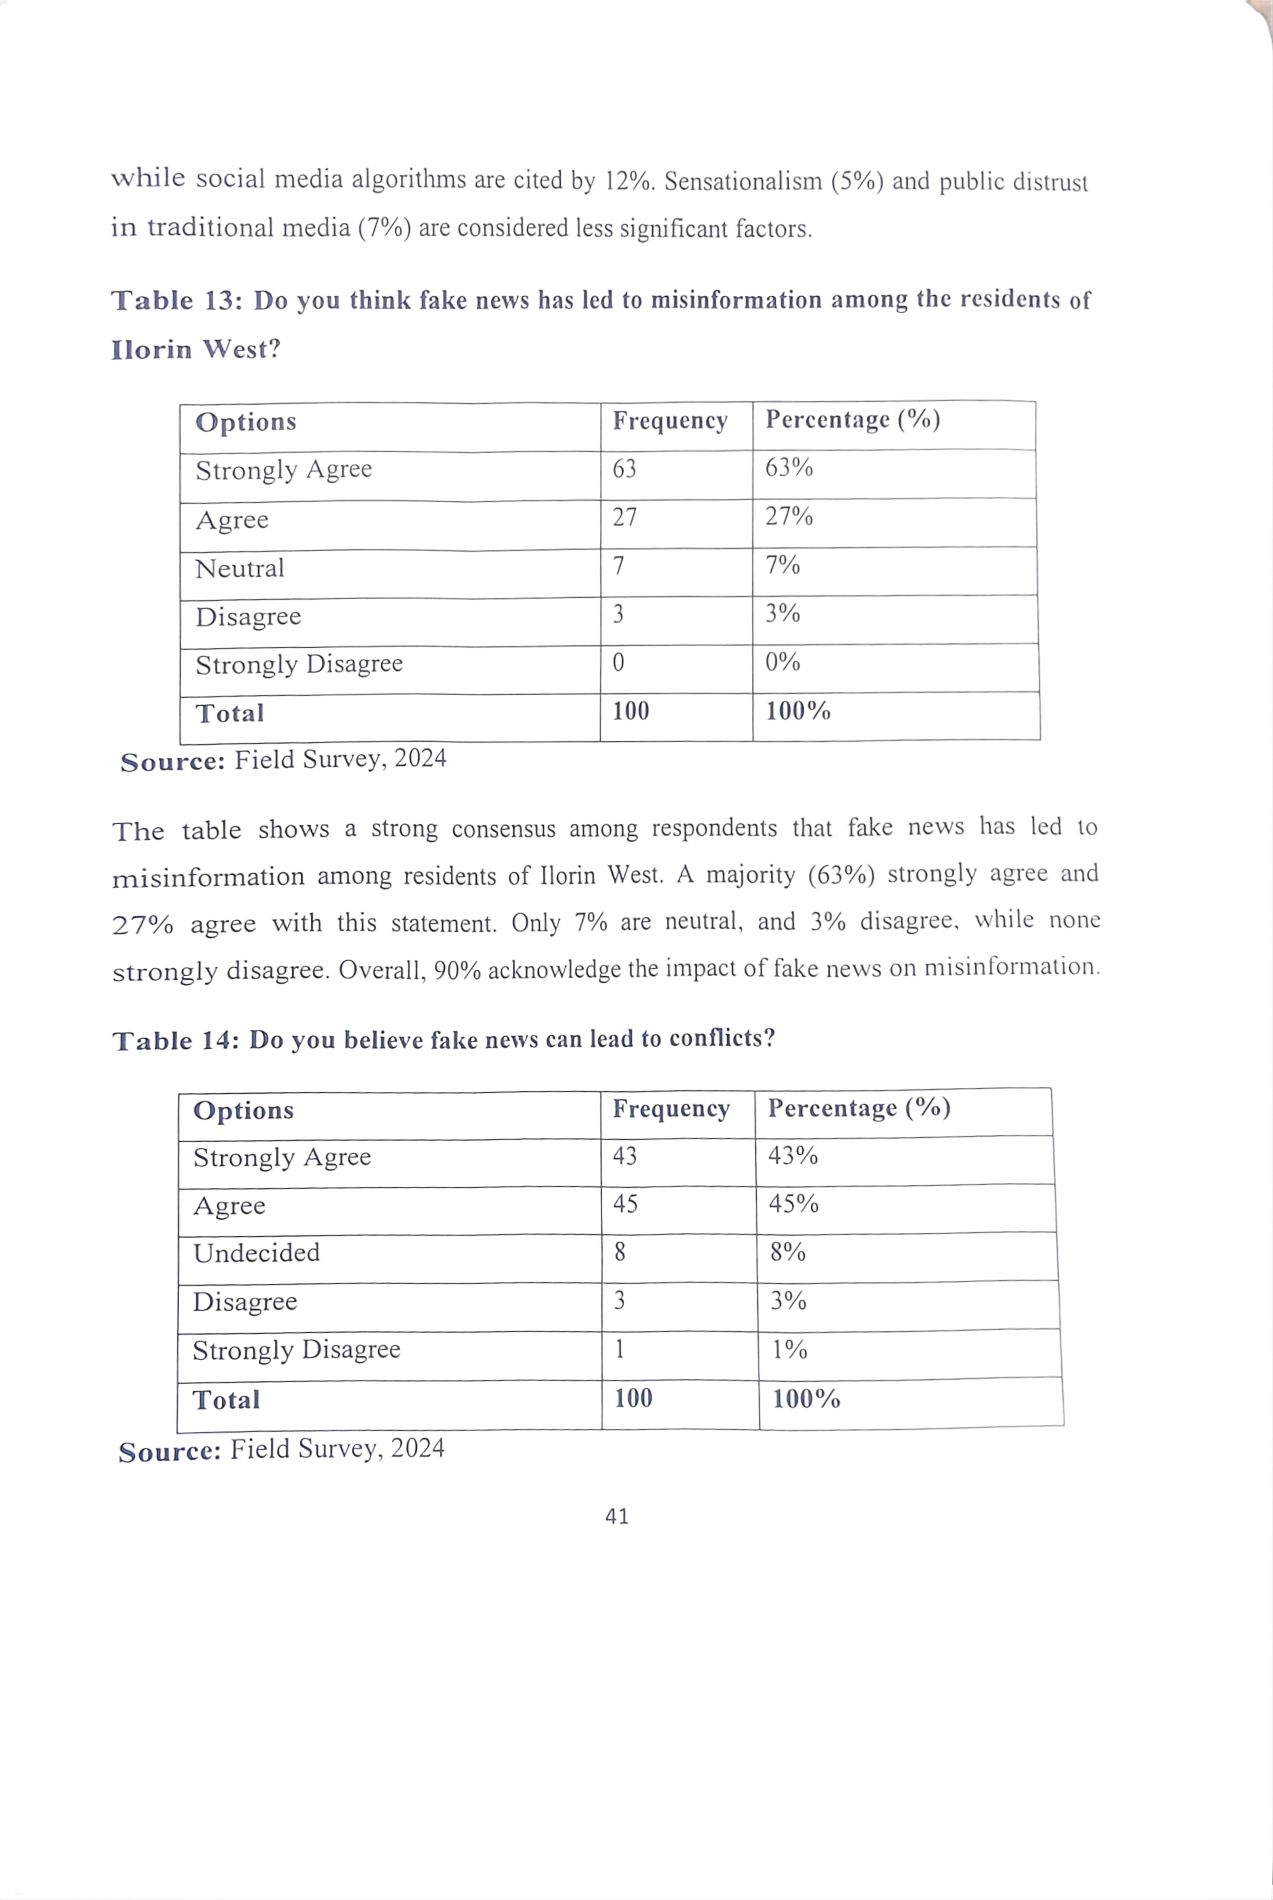 while social media algorithms are cited by 12%. Sensationalism (5%) and public distrust
in traditional media (7%) are considered less significant factors.
Table 13: Do you think fake news has led to misinformation among the residents of
Ilorin West?
Options Frequency Percentage (%)
Strongly Agree 63 63%
Agree 27 27%
Neutral 7 7%
Disagree 3 3%
Strongly Disagree 0 0%
Total 100 100%
Source: Field Survey, 2024
The table shows a strong consensus among respondents that fake news has led to
misinformation among residents of Ilorin West. A majority (63%) strongly agree and
27% agree with this statement. Only 7% are neutral, and 3% disagree, while none
strongly disagree. Overall, 90% acknowledge the impact of fake news on misinformation.
Table 14: Do you believe fake news can lead to conflicts?
Options Frequency Percentage (%)
Strongly Agree 43 43%
Agree 45 45%
Undecided 8 8%
Disagree 3 3%
Strongly Disagree 1 1%
Total 100 100%
Source: Field Survey, 2024
41